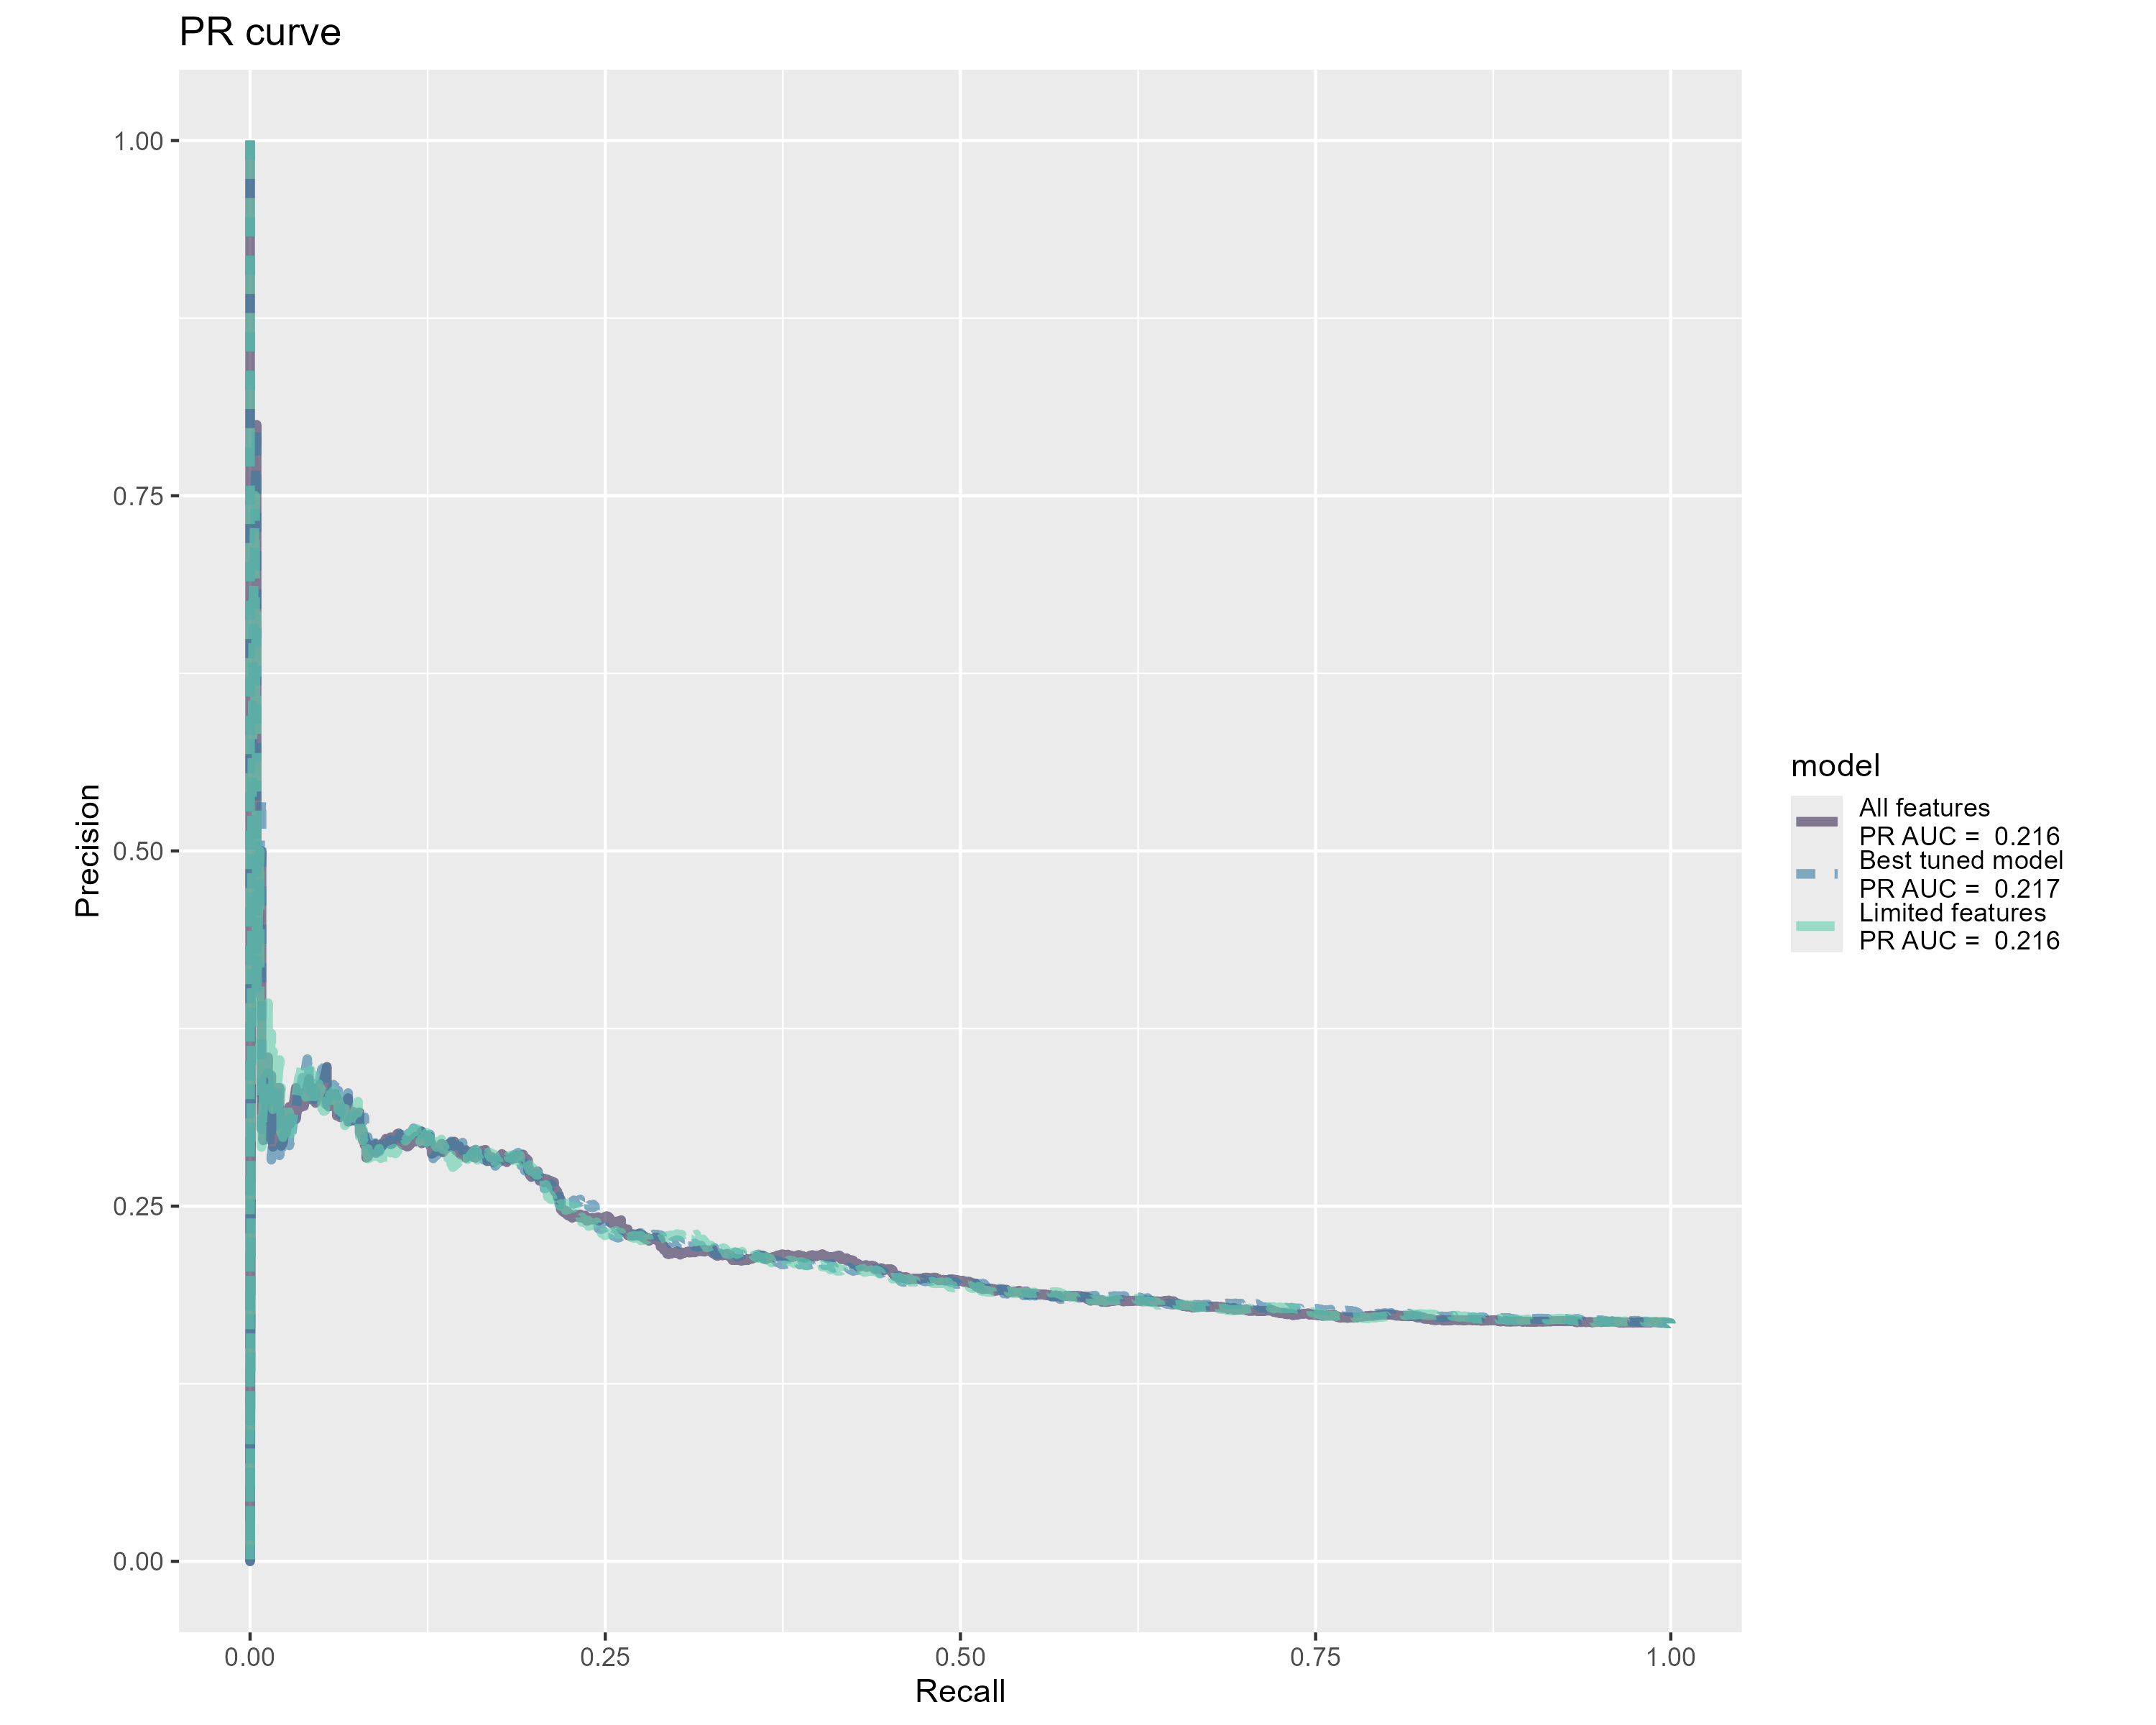 PR curve
1.00
0.75
0.50
0.25
0.00
Precision
0.00 0.25 0.50 0.75 1.00
Recall
model
All features
PR AUC =  0.216
Best tuned model
PR AUC =  0.217
Limited features
PR AUC =  0.216